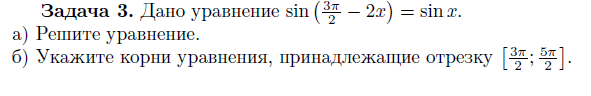 Задача 3. Дано уравнение sin (3π/2 − 2x) = sin x.
а) Решите уравнение.
б) Укажите корни уравнения, принадлежащие отрезку [3π/2; 5π/2].